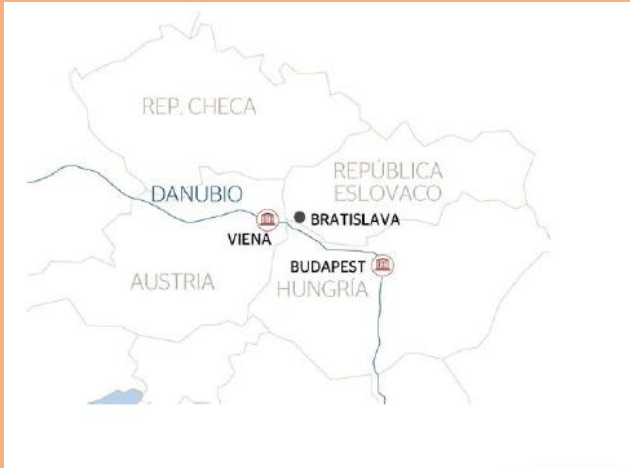 REP. CHECA
REPÚBLICA
ESLOVACO
DANUBIO
BRATISLAVA
VIENA
BUDAPEST
AUSTRIA
HUNGRÍA